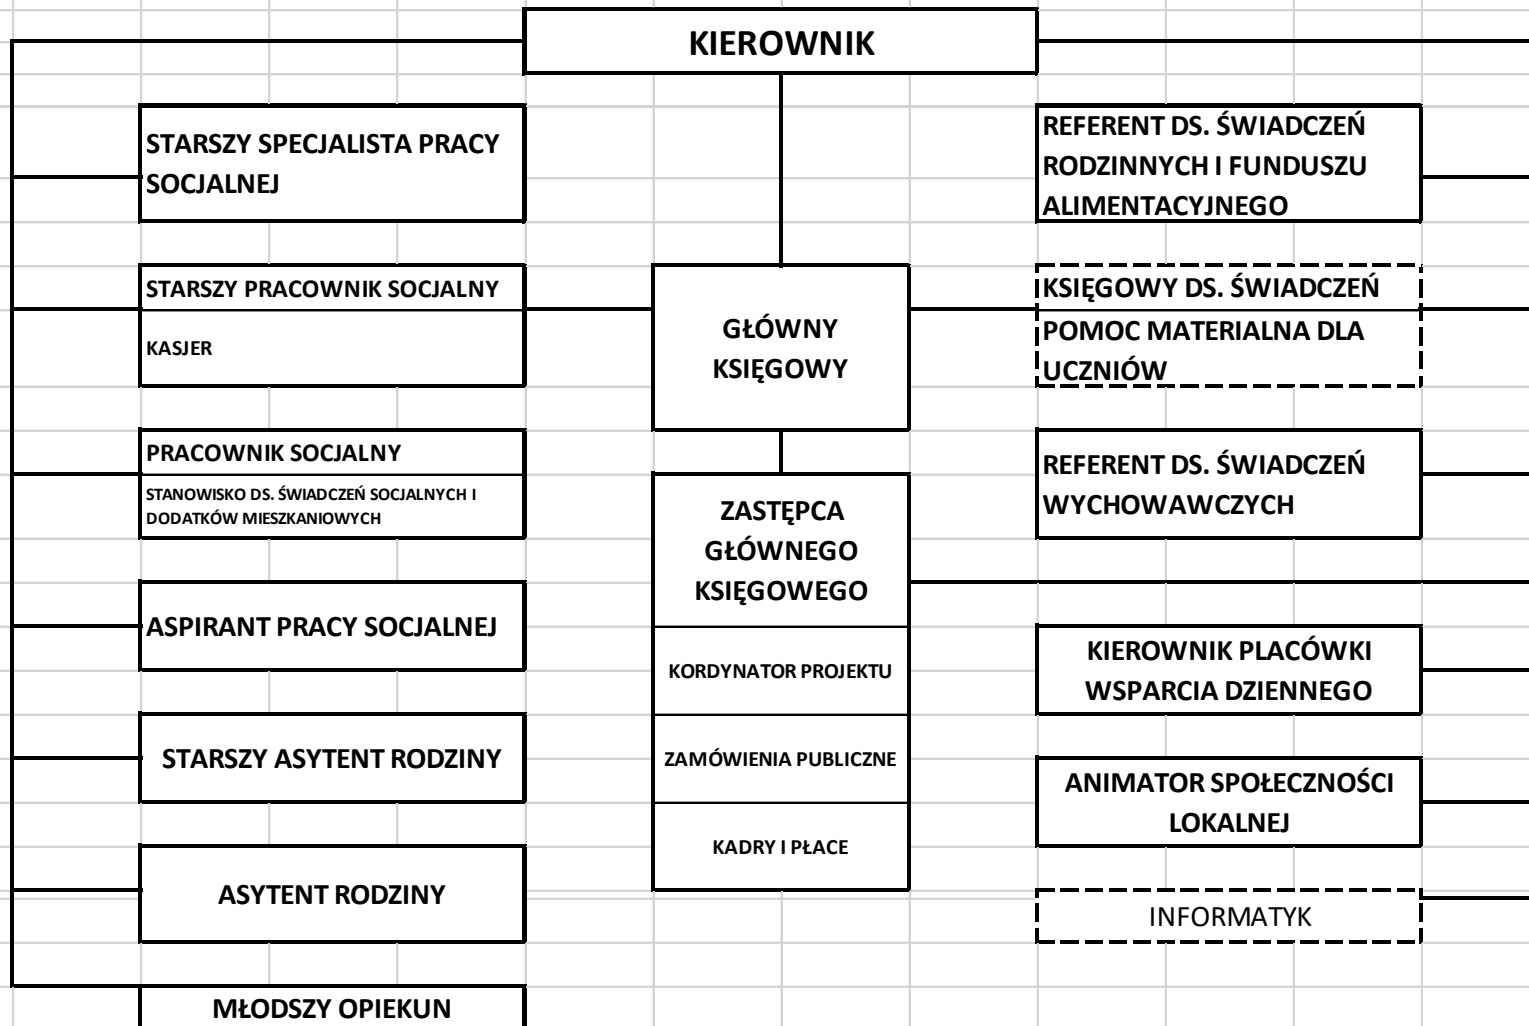 KIEROWNIK
STARSZY SPECJALISTA PRACY
SOCJALNEJ
STARSZY PRACOWNIK SOCJALNY
KASJER
PRACOWNIK SOCJALNY
STANOWISKO DS. ŚWIADCZEŃ SOCJALNYCH I
DODATKÓW MIESZKANIOWYCH
ASPIRANT PRACY SOCJALNEJ
STARSZY ASYTENT RODZINY
ASYTENT RODZINY
MŁODSZY OPIEKUN
GŁÓWNY
KSIĘGOWY
ZASTĘPCA
GŁÓWNEGO
KSIĘGOWEGO
KORDYNATOR PROJEKTU
ZAMÓWIENIA PUBLICZNE
KADRY I PŁACE
REFERENT DS. ŚWIADCZEŃ
RODZINNYCH I FUNDUSZU
ALIMENTACYJNEGO
KSIĘGOWY DS. ŚWIADCZEŃ
POMOC MATERIALNA DLA
UCZNIÓW
REFERENT DS. ŚWIADCZEŃ
WYCHOWAWCZYCH
KIEROWNIK PLACÓWKI
WSPARCIA DZIENNEGO
ANIMATOR SPOŁECZNOŚCI
LOKALNEJ
INFORMATYK